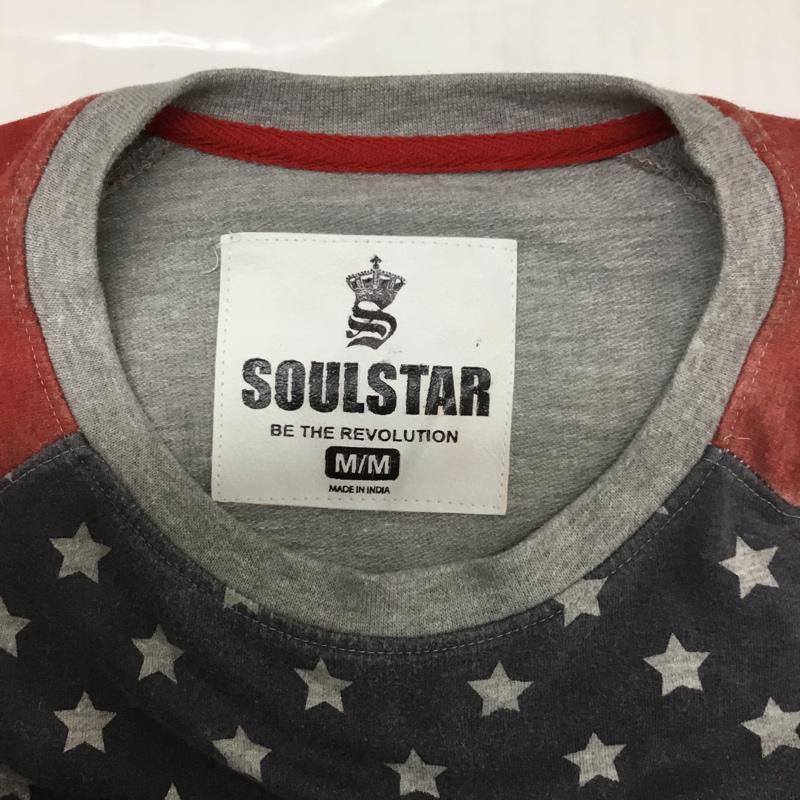 S
SOULSTAR
BE THE REVOLUTION
M/M
MADE IN INDIA